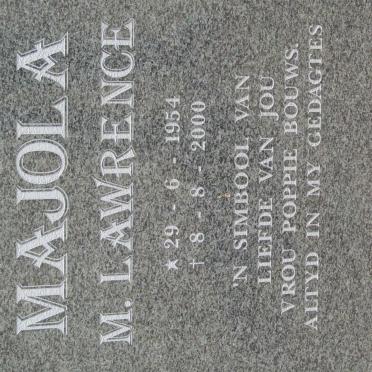 MAJOLA
M. LAWRENCE
★ 29 - 6 - 1954
† 8 - 8 - 2000
'N SIMBOOL VAN
LIEFDE VAN JOU
VROU POPPIE BOUWS.
ALTYD IN MY GEDAGTES